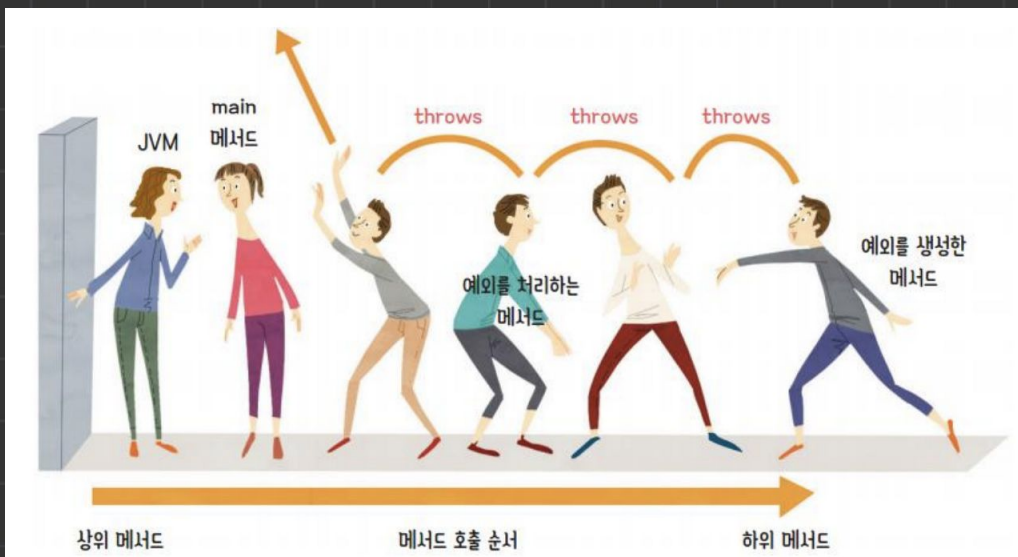 JVM
main
메서드
throws
throws
throws
예외를 처리하는
메서드
예외를 생성한
메서드
상위 메서드
메서드 호출 순서
하위 메서드